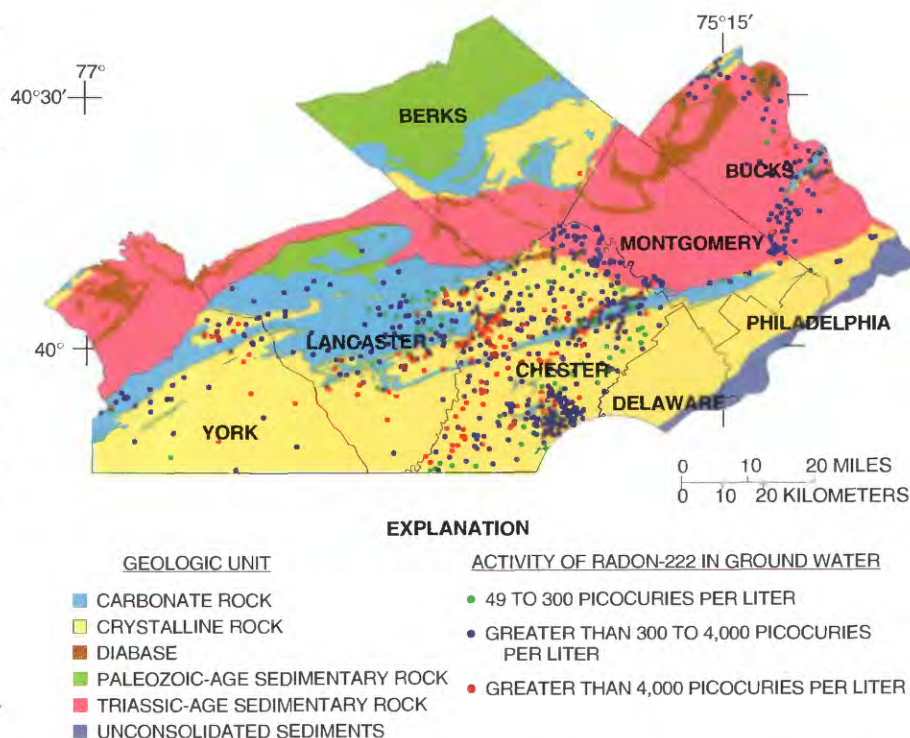 75°15′
77°
40°30′
BERKS
BUCKS
MONTGOMERY
PHILADELPHIA
40°
LANCASTER
CHESTER
DELAWARE
YORK
0 10 20 MILES
0 10 20 KILOMETERS
EXPLANATION
GEOLOGIC UNIT
CARBONATE ROCK
CRYSTALLINE ROCK
DIABASE
PALEOZOIC-AGE SEDIMENTARY ROCK
TRIASSIC-AGE SEDIMENTARY ROCK
UNCONSOLIDATED SEDIMENTS
ACTIVITY OF RADON-222 IN GROUND WATER
49 TO 300 PICOCURIES PER LITER
GREATER THAN 300 TO 4,000 PICOCURIES
PER LITER
GREATER THAN 4,000 PICOCURIES PER LITER